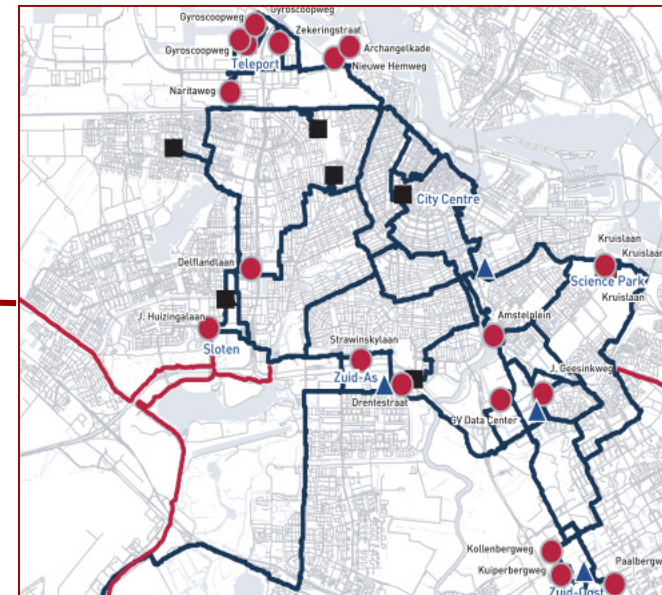 Gyroscoopweg
Gyroscoopweg
Zekeringstraat
Gyroscoopweg
Teleport
Archangelkade
Nieuwe Hemweg
Naritaweg
City Centre
Kruislaan
Delflandlaan
Kruislaan
Science Park
Kruislaan
J. Huizingalaan
Amstelplein
Strawinskylaan
Sloten
Zuid-As
J. Geesinkweg
Drentestraat
GV Data Center
Kollenbergweg
Paalbergw
Kuiperbergweg
Zuid-Oost